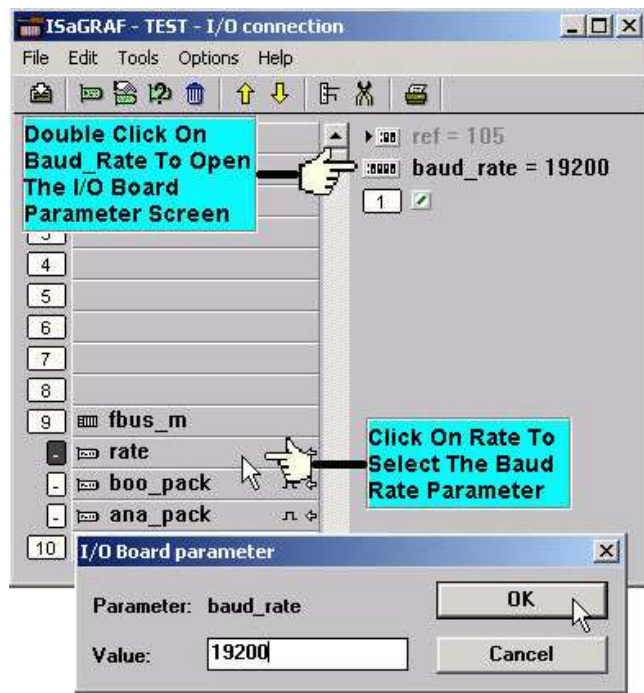 ISaGRAF - TEST - I/O connection
File Edit Tools Options Help
Double Click On
Baud_Rate To Open
The I/O Board
Parameter Screen
ref = 105
baud_rate = 19200
1
3
4
5
6
7
8
9 fbus_m
- rate
- boo_pack
- ana_pack
10
Click On Rate To
Select The Baud
Rate Parameter
I/O Board parameter
Parameter: baud_rate
OK
Value: 19200
Cancel